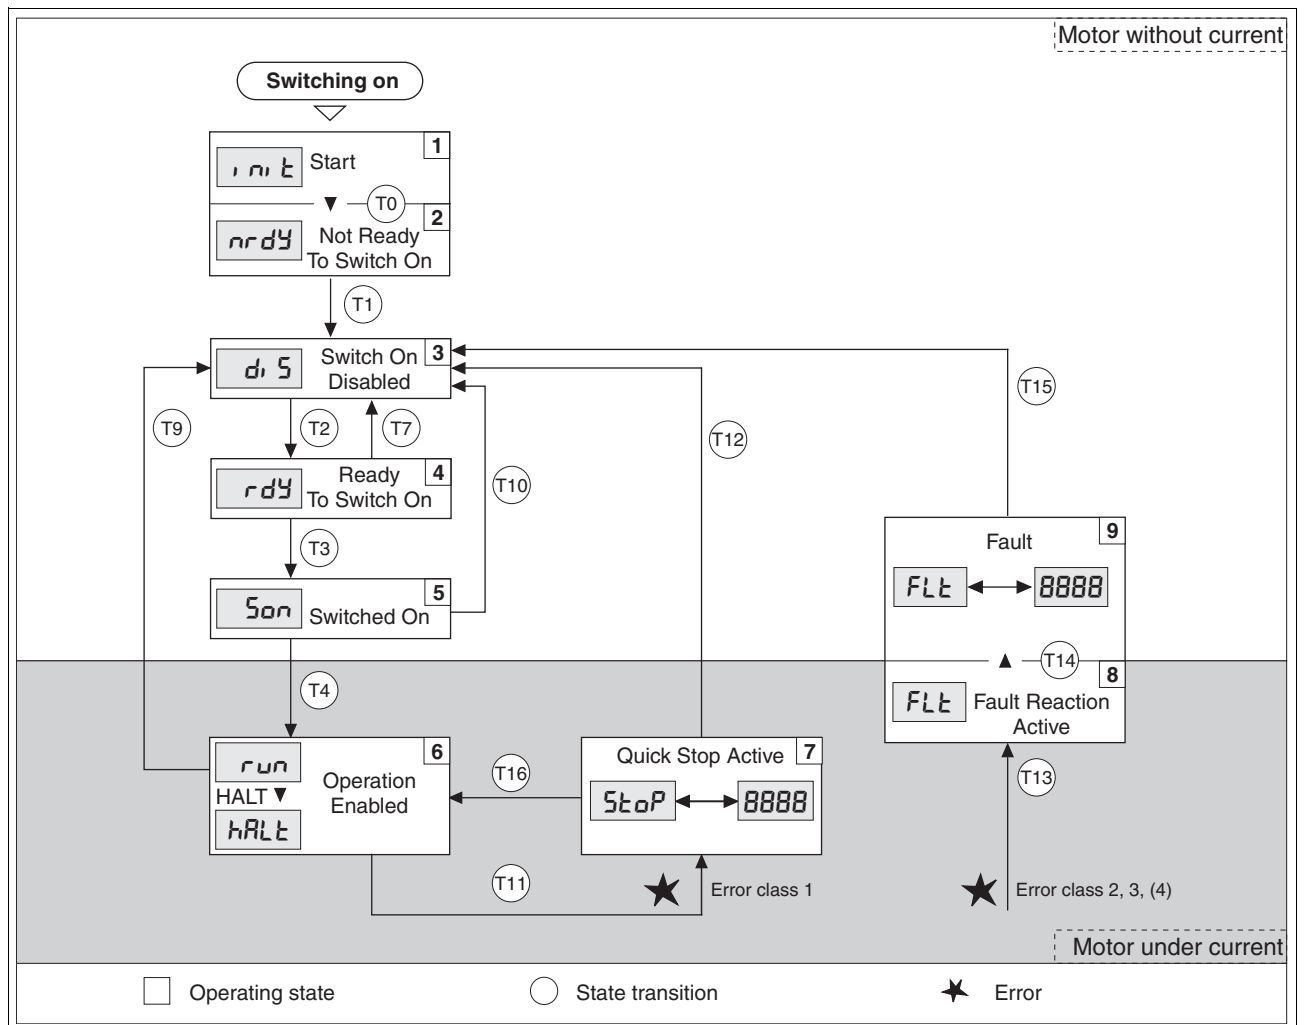 Motor without current
Switching on
1
init Start
T0
2
nrdy Not Ready
To Switch On
T1
3
diS Switch On
Disabled
T9
T2
T7
T10
T12
T15
4
rdy Ready
To Switch On
T3
5
Son Switched On
T4
6
run
HALT
hALt
Operation
Enabled
T16
T11
7
Quick Stop Active
StoP 8888
Error class 1
9
Fault
FLt 8888
T14
8
FLt Fault Reaction
Active
T13
Error class 2, 3, (4)
Motor under current
Operating state
State transition
Error